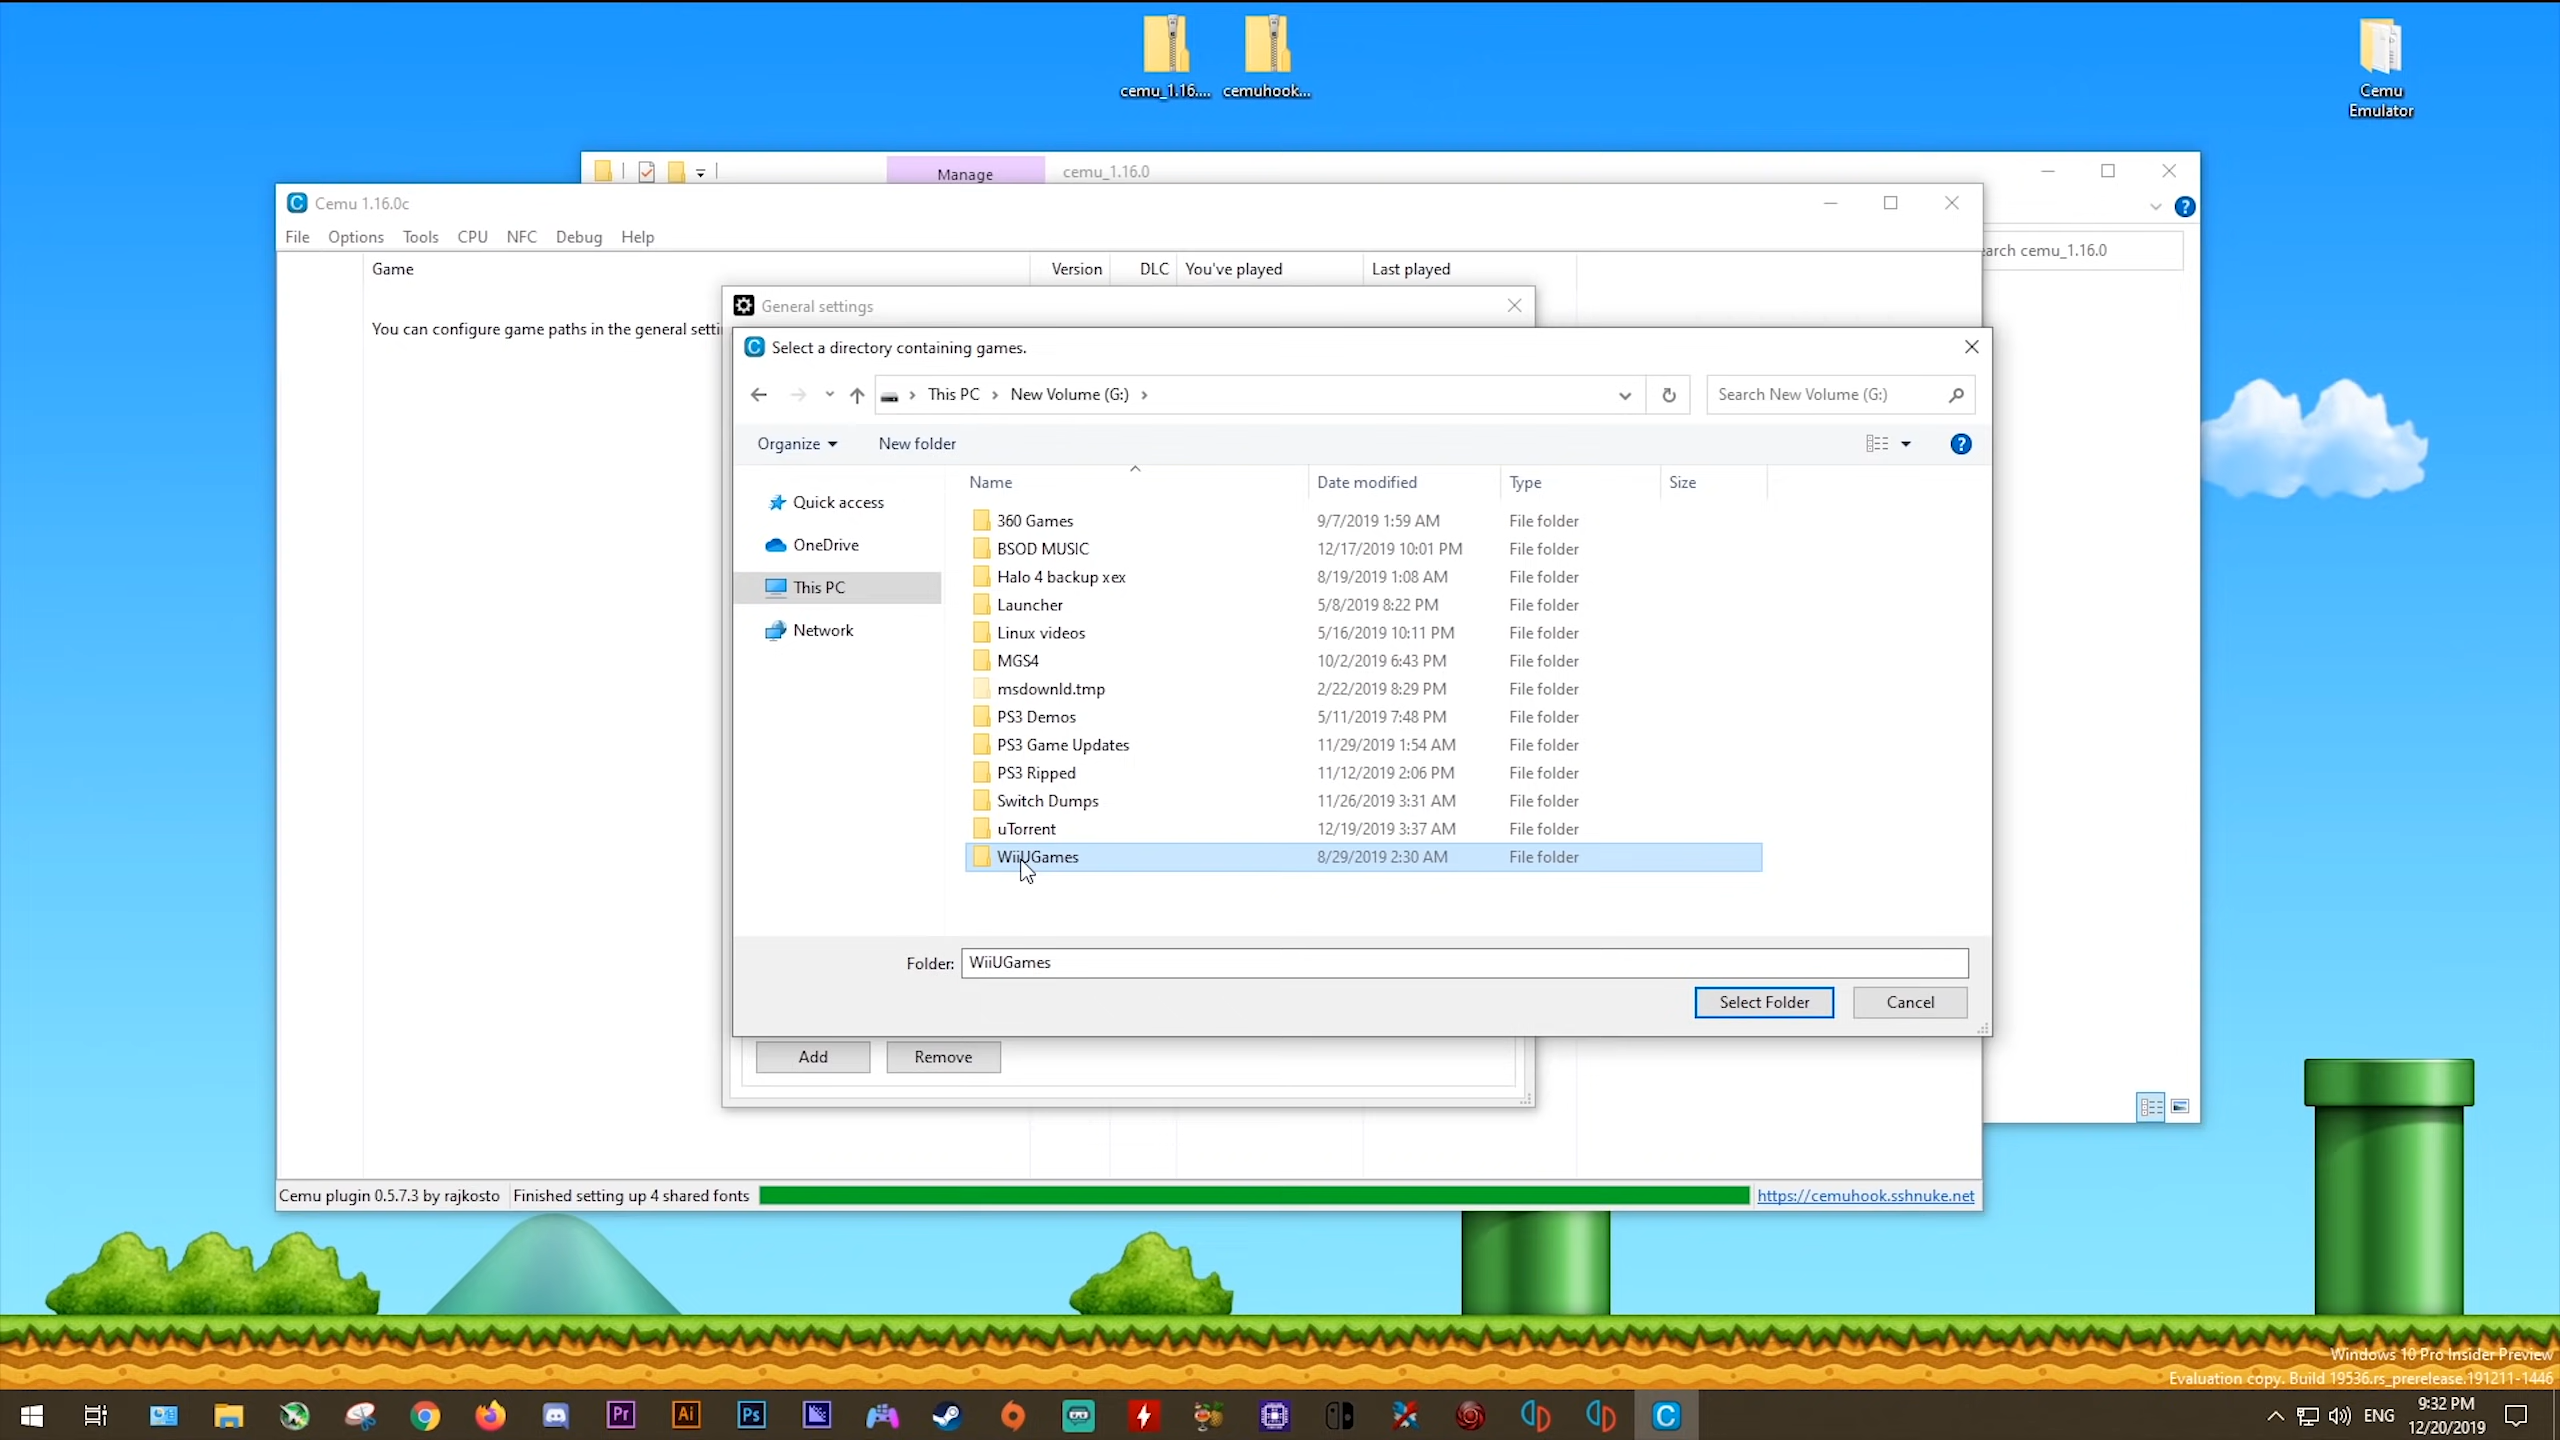 cemu_1.16....
cemuhook...
Cemu
Emulator
Manage
cemu_1.16.0
Cemu 1.16.0c
File
Options
Tools
CPU
NFC
Debug
Help
arch cemu_1.16.0
Game
Version
DLC
You've played
Last played
General settings
You can configure game paths in the general setti
Select a directory containing games.
This PC
New Volume (G:)
Search New Volume (G:)
Organize
New folder
Name
Date modified
Type
Size
Quick access
OneDrive
This PC
Network
360 Games 9/7/2019 1:59 AM File folder
BSOD MUSIC 12/17/2019 10:01 PM File folder
Halo 4 backup xex 8/19/2019 1:08 AM File folder
Launcher 5/8/2019 8:22 PM File folder
Linux videos 5/16/2019 10:11 PM File folder
MGS4 10/2/2019 6:43 PM File folder
msdownld.tmp 2/22/2019 8:29 PM File folder
PS3 Demos 5/11/2019 7:48 PM File folder
PS3 Game Updates 11/29/2019 1:54 AM File folder
PS3 Ripped 11/12/2019 2:06 PM File folder
Switch Dumps 11/26/2019 3:31 AM File folder
uTorrent 12/19/2019 3:37 AM File folder
WiiUGames 8/29/2019 2:30 AM File folder
Folder: WiiUGames
Select Folder
Cancel
Add
Remove
Cemu plugin 0.5.7.3 by rajkosto
Finished setting up 4 shared fonts
https://cemuhook.sshnuke.net
Windows 10 Pro Insider Preview
Evaluation copy. Build 19536.rs_prerelease.191211-1446
Pr
Ai
Ps
ENG
9:32 PM
12/20/2019